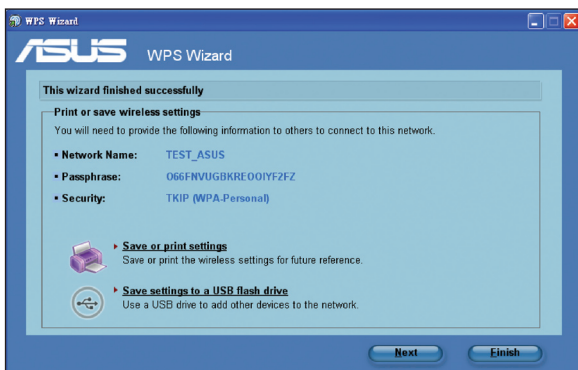 WPS Wizard
ASUS WPS Wizard
This wizard finished successfully
Print or save wireless settings
You will need to provide the following information to others to connect to this network.
Network Name: TEST_ASUS
Passphrase: O66FNVUGBKREOOIYF2FZ
Security: TKIP (WPA-Personal)
Save or print settings
Save or print the wireless settings for future reference.
Save settings to a USB flash drive
Use a USB drive to add other devices to the network.
Next Finish